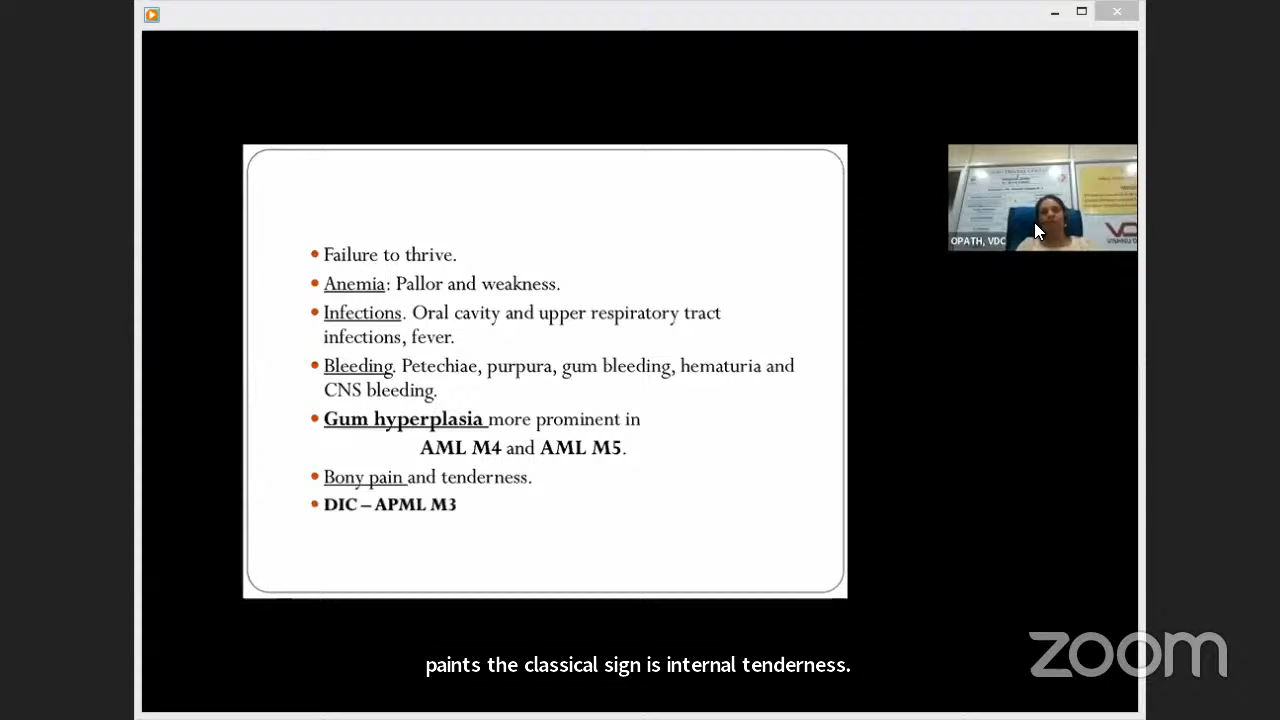 • Failure to thrive.
• Anemia: Pallor and weakness.
• Infections. Oral cavity and upper respiratory tract
infections, fever.
• Bleeding. Petechiae, purpura, gum bleeding, hematuria and
CNS bleeding.
• Gum hyperplasia more prominent in
AML M4 and AML M5.
• Bony pain and tenderness.
• DIC – APML M3
OPATH, VDC
paints the classical sign is internal tenderness.
zoom